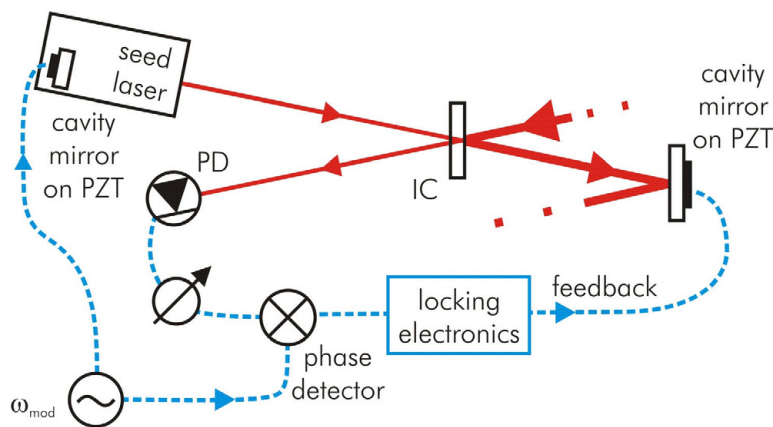 seed
laser
cavity
mirror
on PZT
cavity
mirror
on PZT
PD
IC
locking
electronics
feedback
phase
detector
ωmod